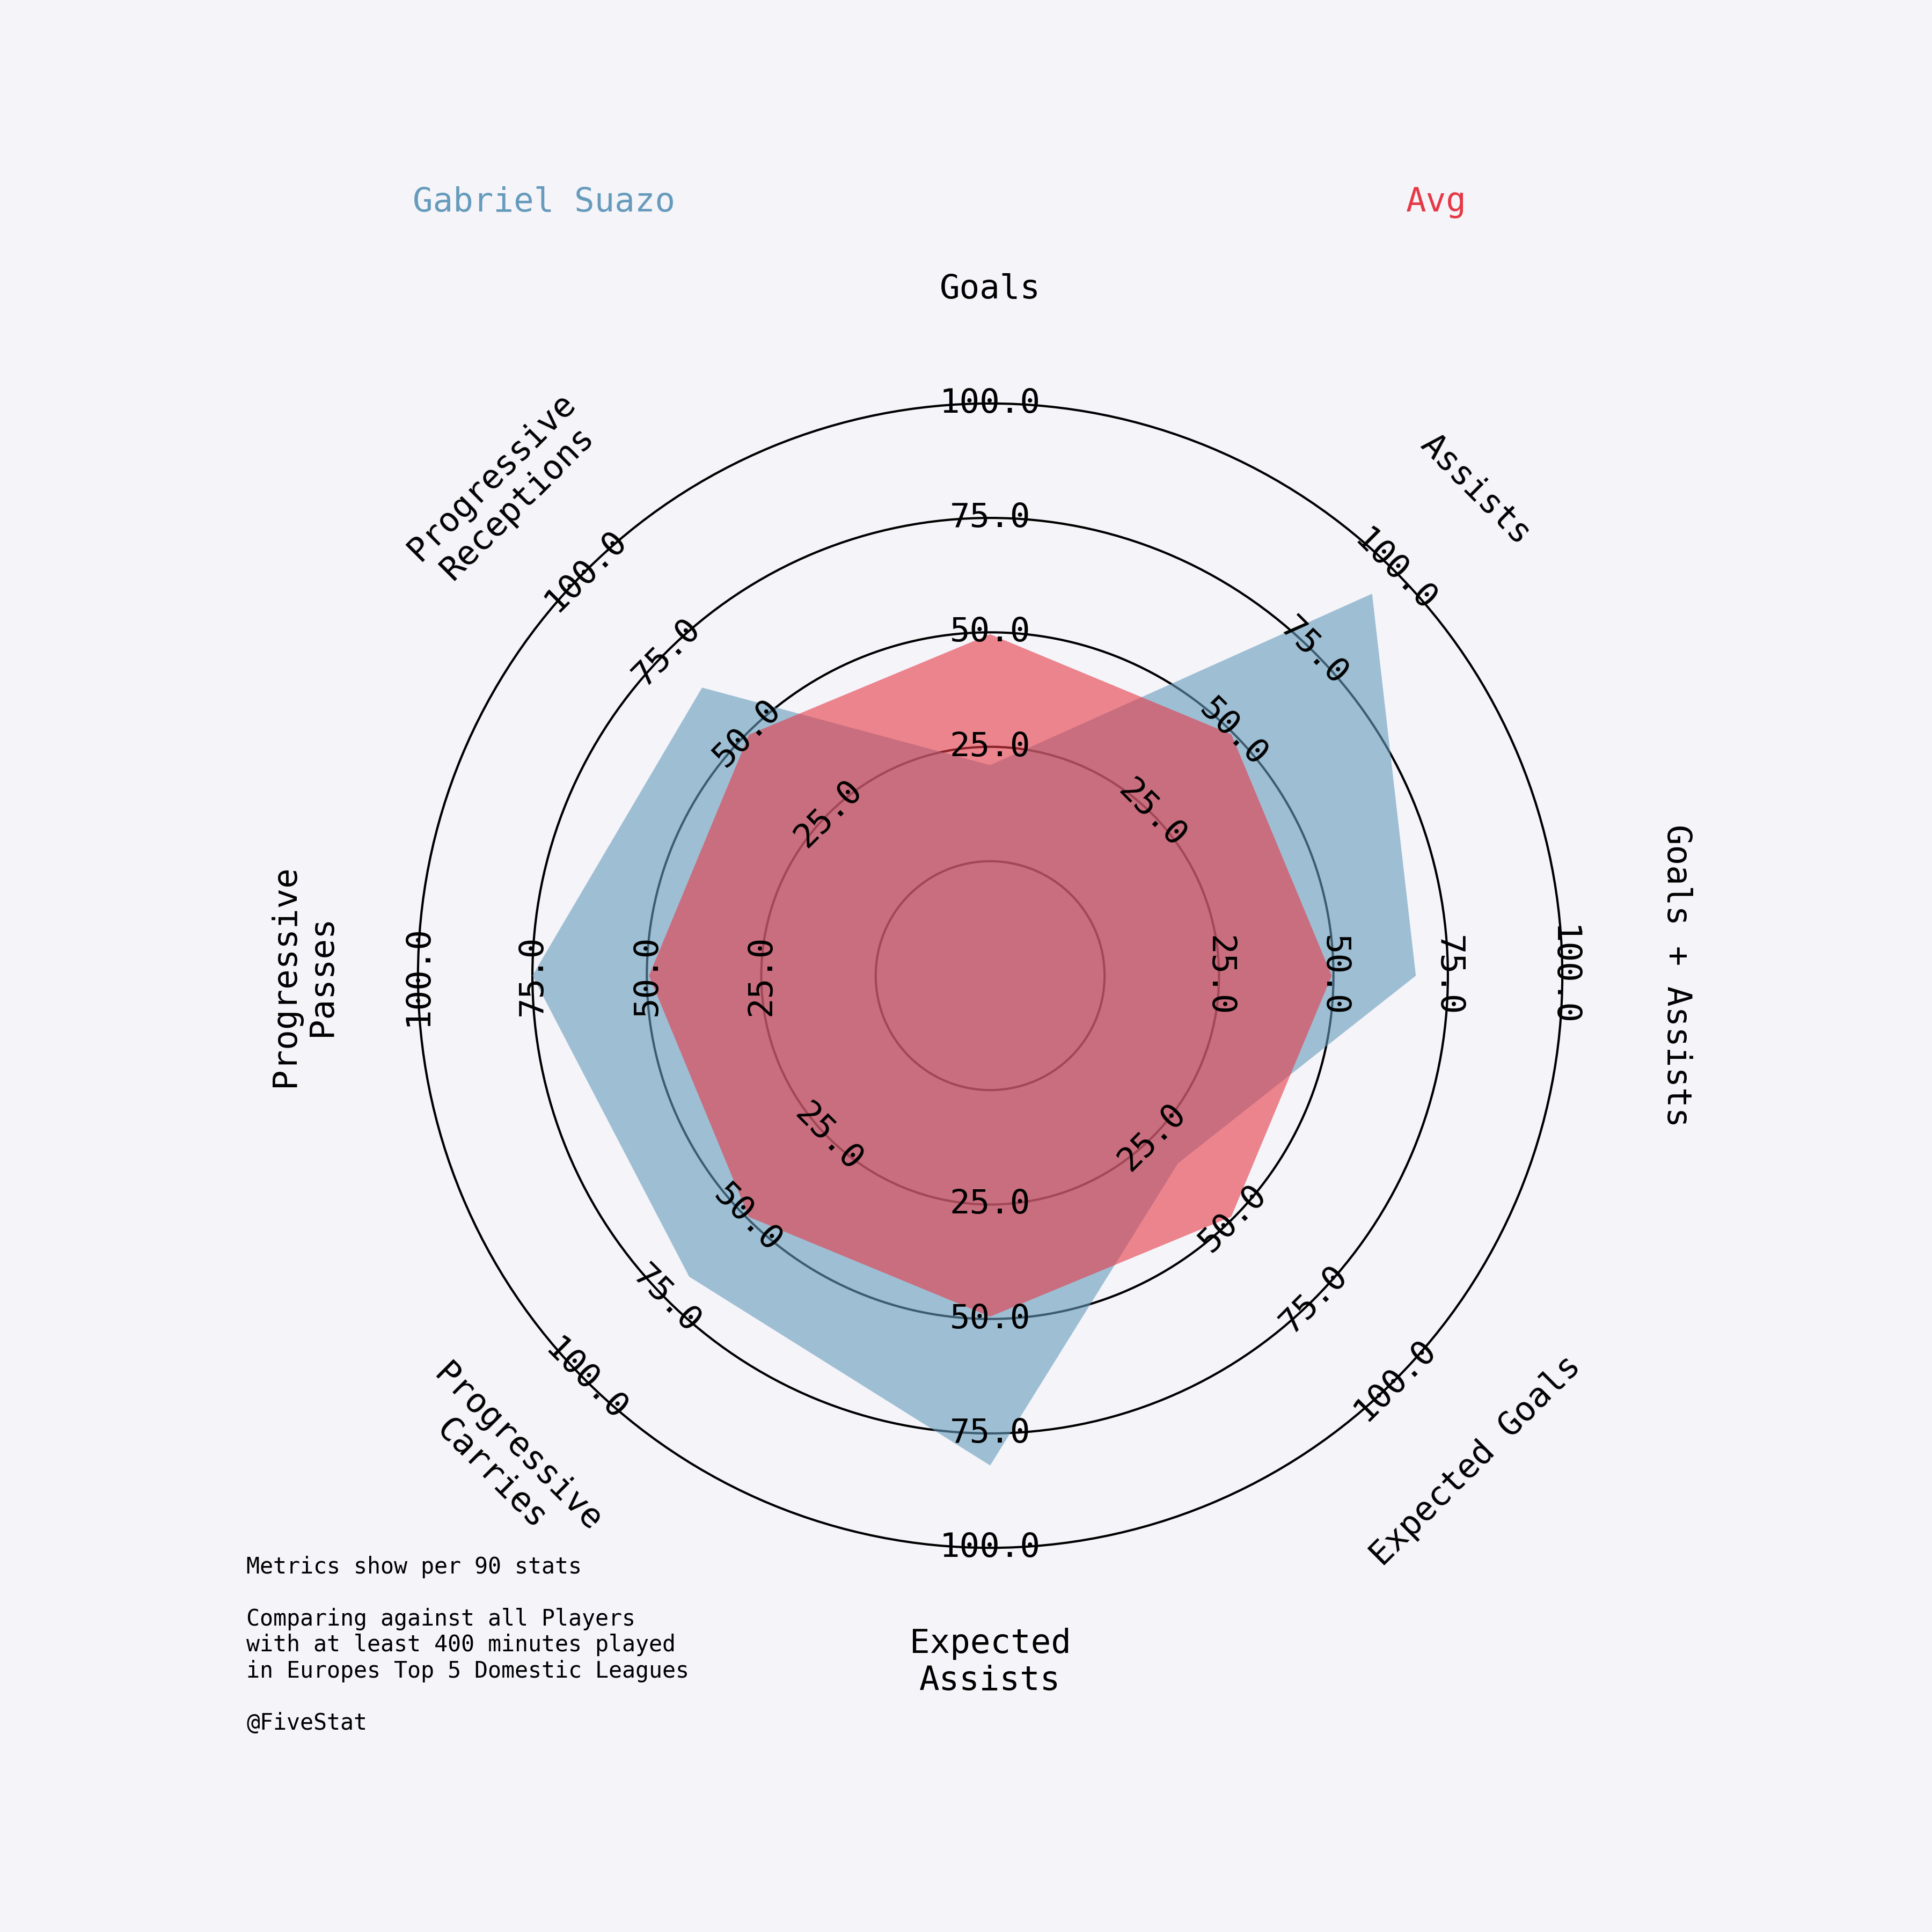 Gabriel Suazo
Avg
Goals
Assists
Goals + Assists
Expected Goals
Expected
Assists
Progressive
Carries
Progressive
Passes
Progressive
Receptions
25.0
50.0
75.0
100.0
25.0
50.0
75.0
100.0
25.0
50.0
75.0
100.0
25.0
50.0
75.0
100.0
25.0
50.0
75.0
100.0
25.0
50.0
75.0
100.0
25.0
50.0
75.0
100.0
25.0
50.0
75.0
100.0
Metrics show per 90 stats
Comparing against all Players
with at least 400 minutes played
in Europes Top 5 Domestic Leagues
@FiveStat